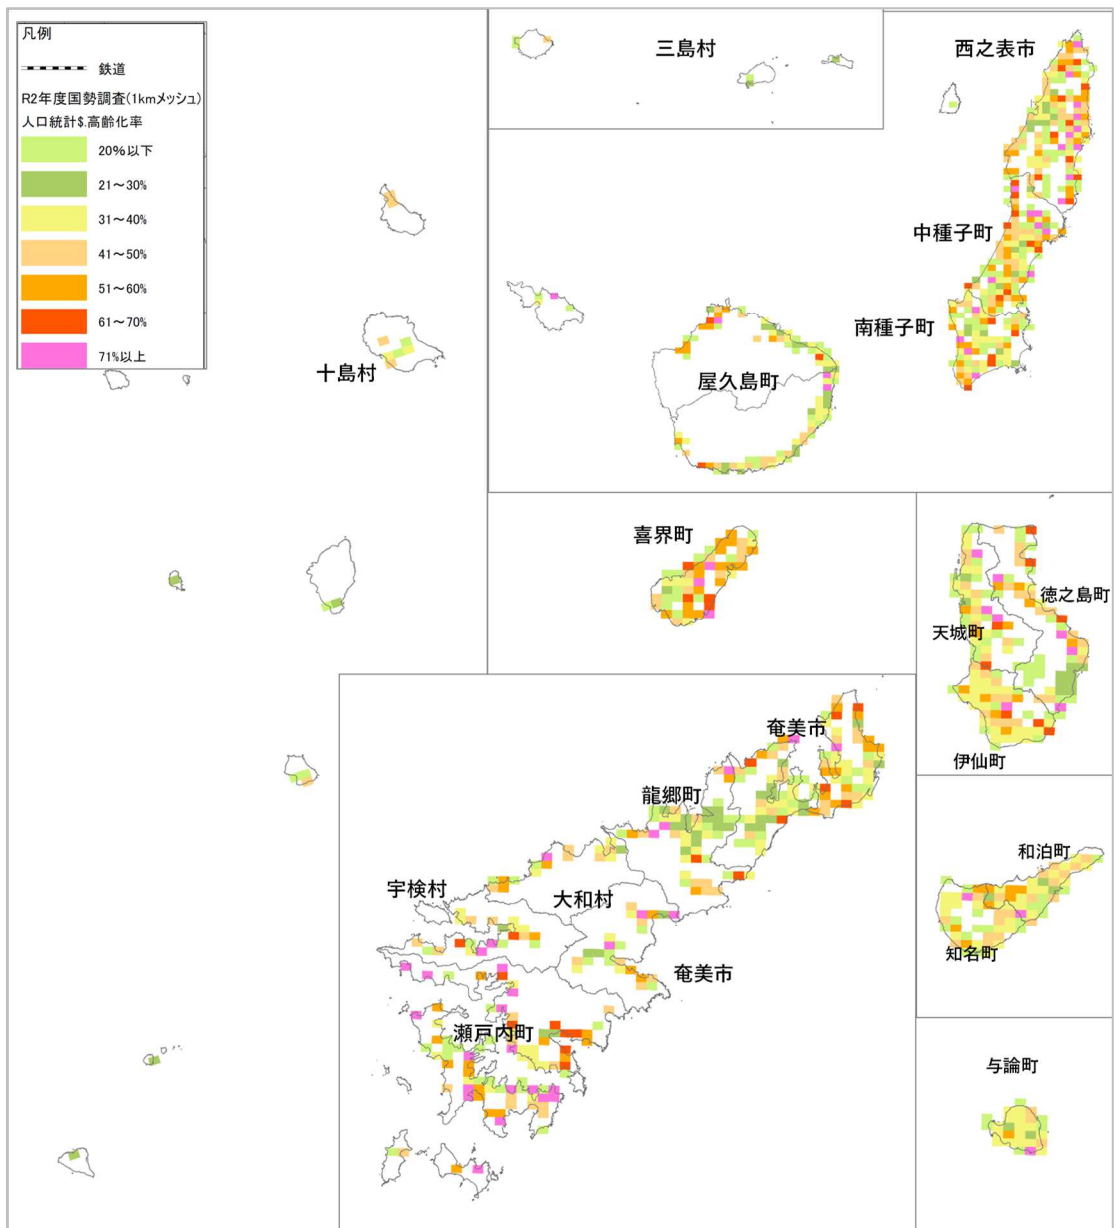 凡例
鉄道
R2年度国勢調査(1kmメッシュ)
人口統計$.高齢化率
20%以下
21～30%
31～40%
41～50%
51～60%
61～70%
71%以上
三島村
西之表市
中種子町
南種子町
屋久島町
十島村
喜界町
徳之島町
天城町
伊仙町
奄美市
龍郷町
大和村
宇検村
奄美市
瀬戸内町
和泊町
知名町
与論町